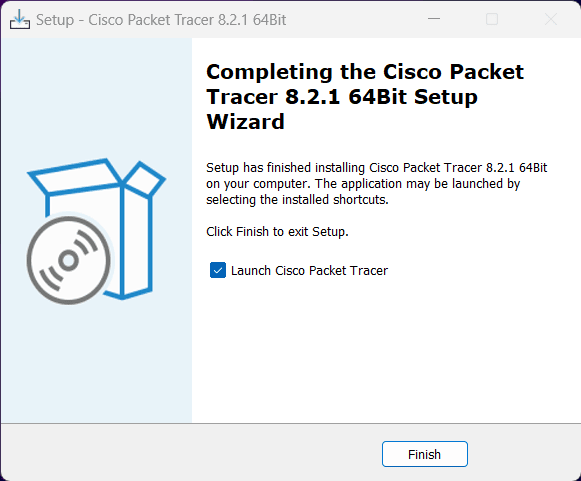 Setup - Cisco Packet Tracer 8.2.1 64Bit
Completing the Cisco Packet
Tracer 8.2.1 64Bit Setup
Wizard
Setup has finished installing Cisco Packet Tracer 8.2.1 64Bit
on your computer. The application may be launched by
selecting the installed shortcuts.
Click Finish to exit Setup.
Launch Cisco Packet Tracer
Finish